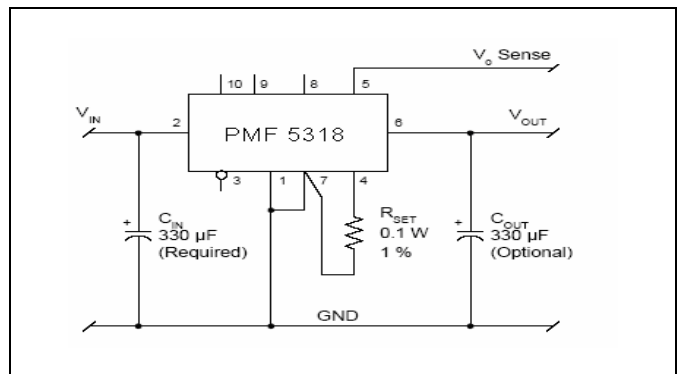 Vo Sense
10 9 8 5
VIN
2
PMF 5318
6
VOUT
3 1 7 4
+
CIN
330 µF
(Required)
RSET
0.1 W
1 %
+
COUT
330 µF
(Optional)
GND